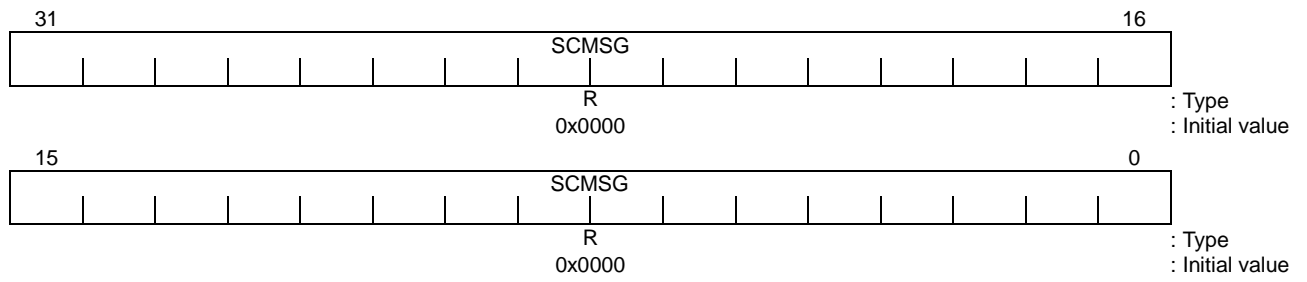 31 16
SCMSG
R : Type
0x0000 : Initial value
15 0
SCMSG
R : Type
0x0000 : Initial value